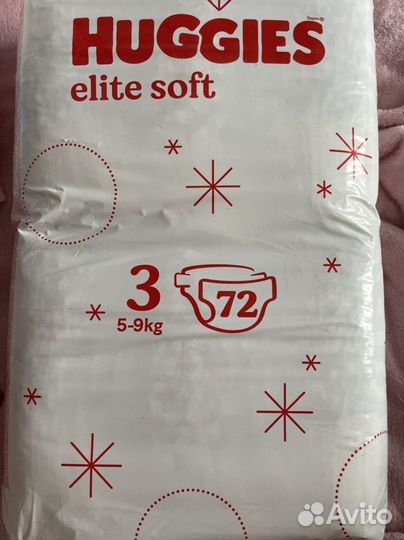 HUGGIES
elite soft
3
5-9kg
72
Avito